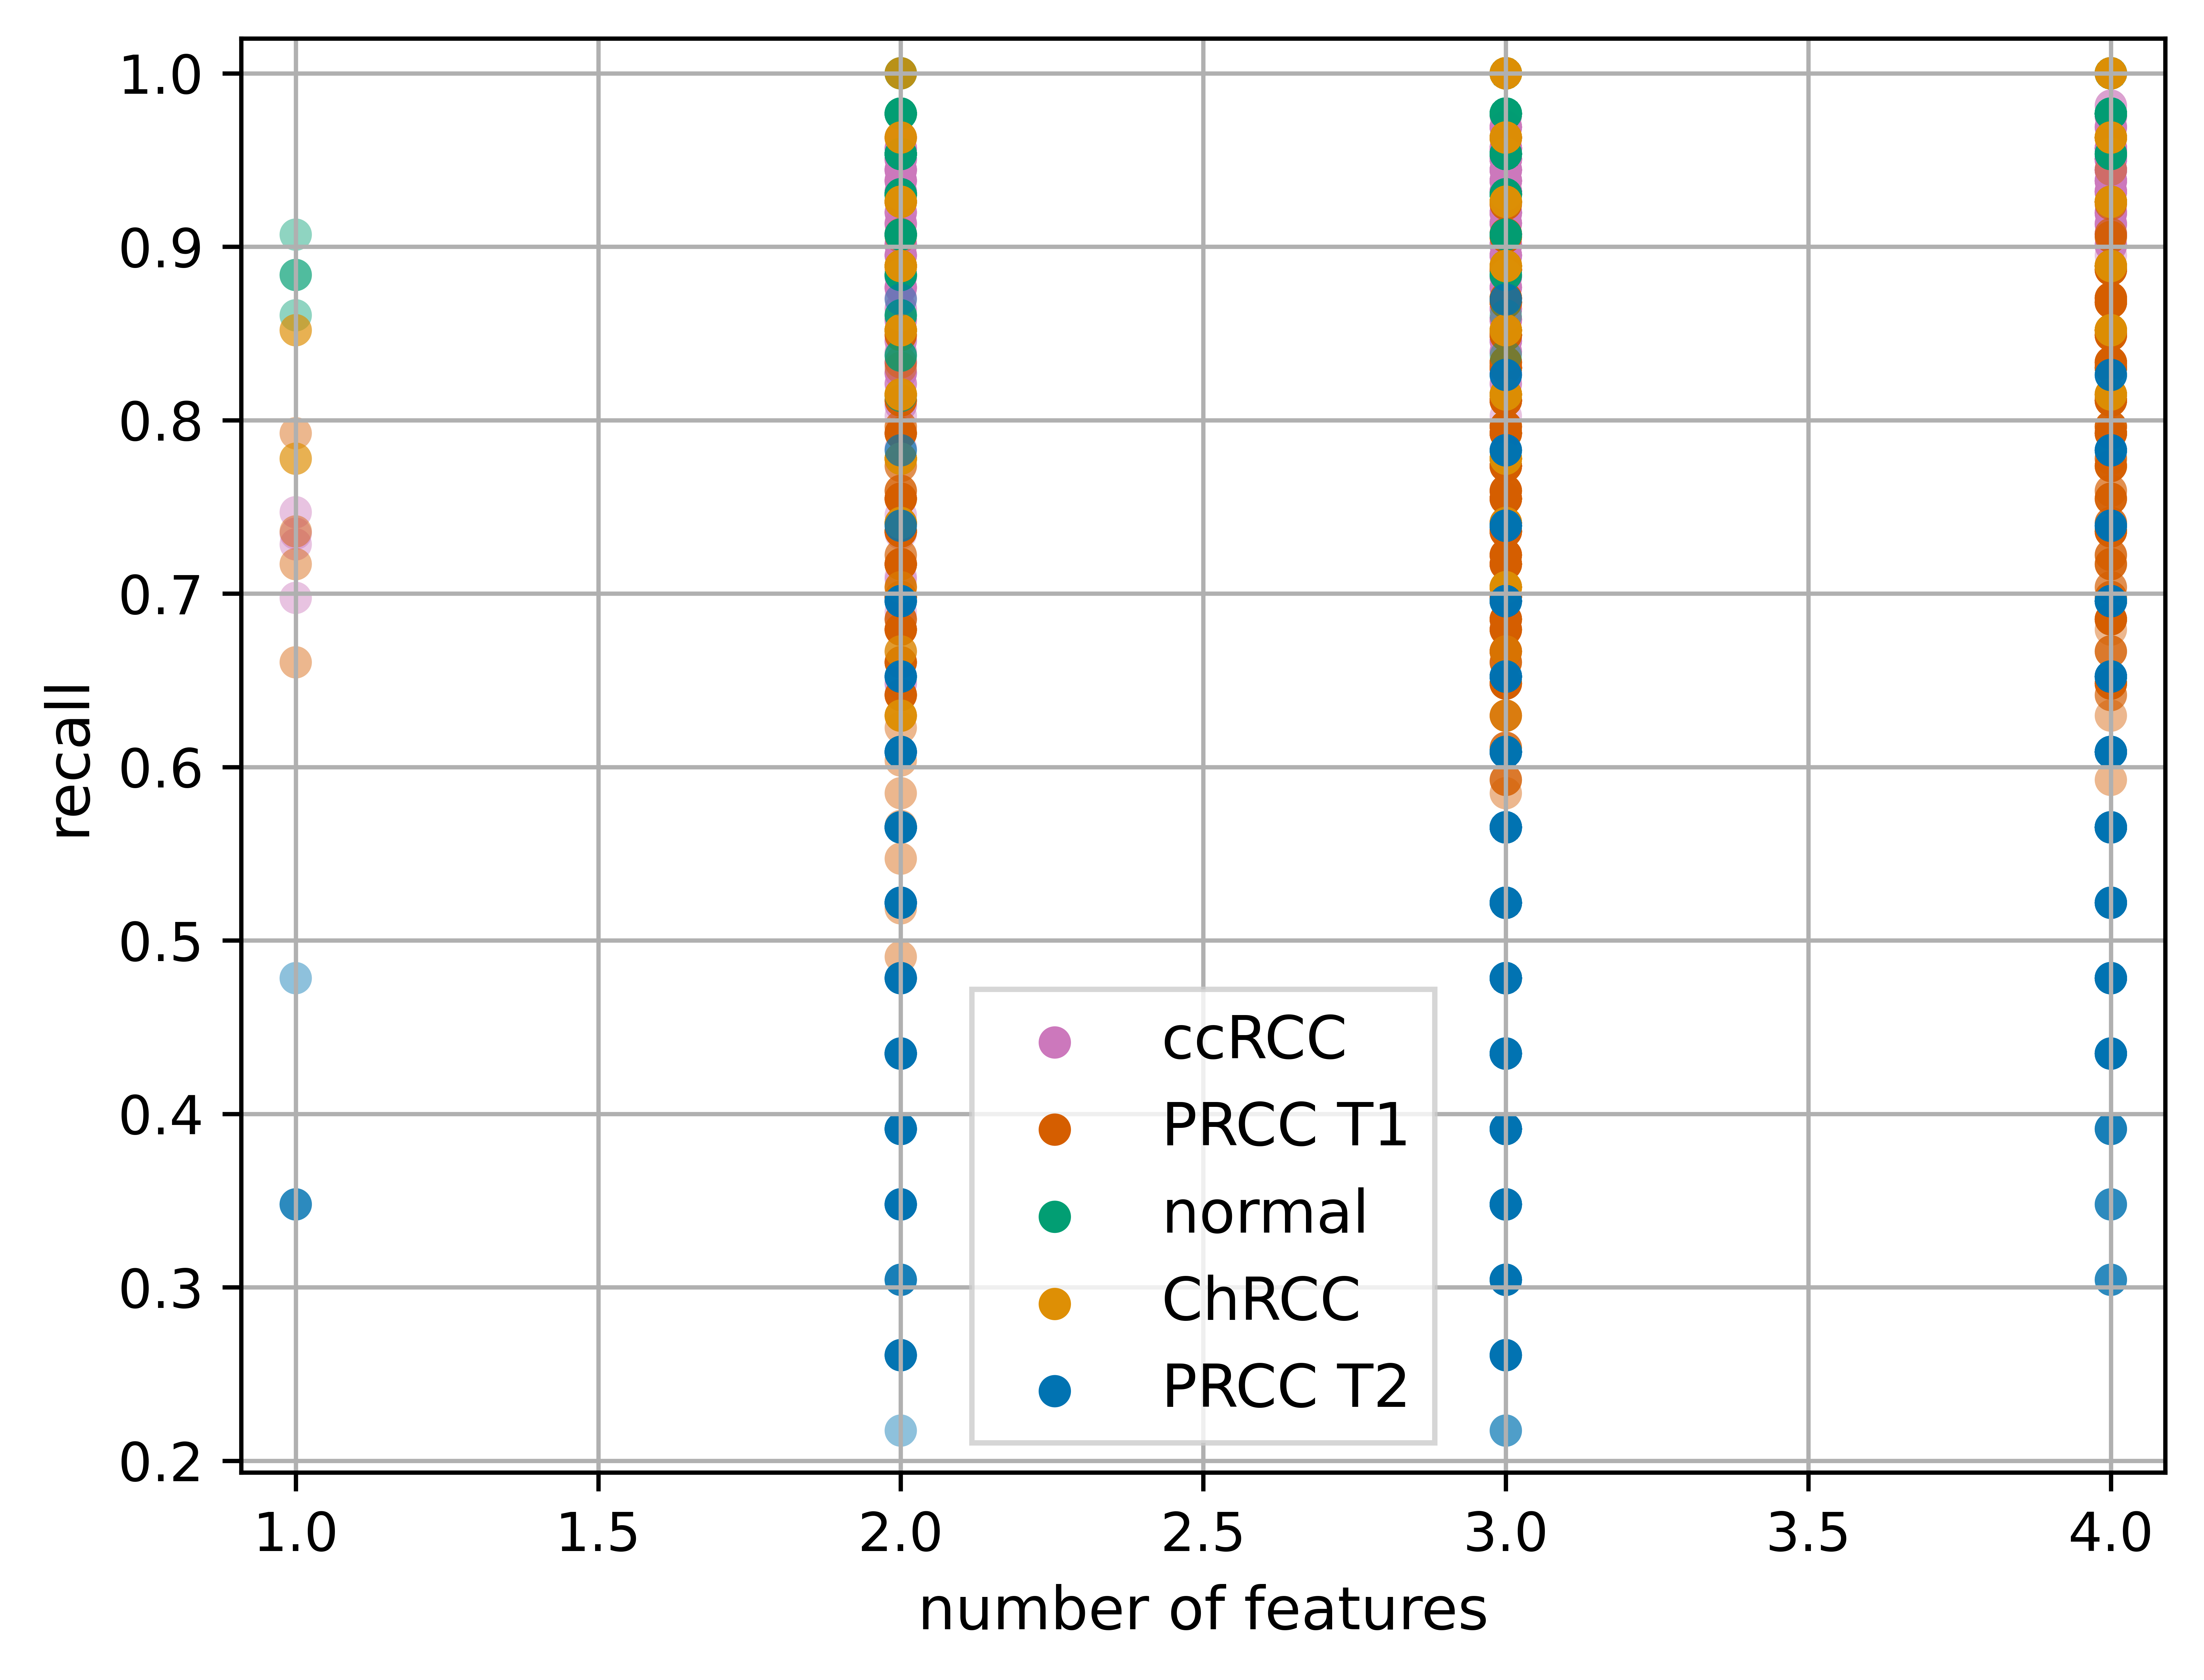 1.0
0.9
0.8
0.7
0.6
0.5
0.4
0.3
0.2
recall
ccRCC
PRCC T1
normal
ChRCC
PRCC T2
1.0 1.5 2.0 2.5 3.0 3.5 4.0
number of features